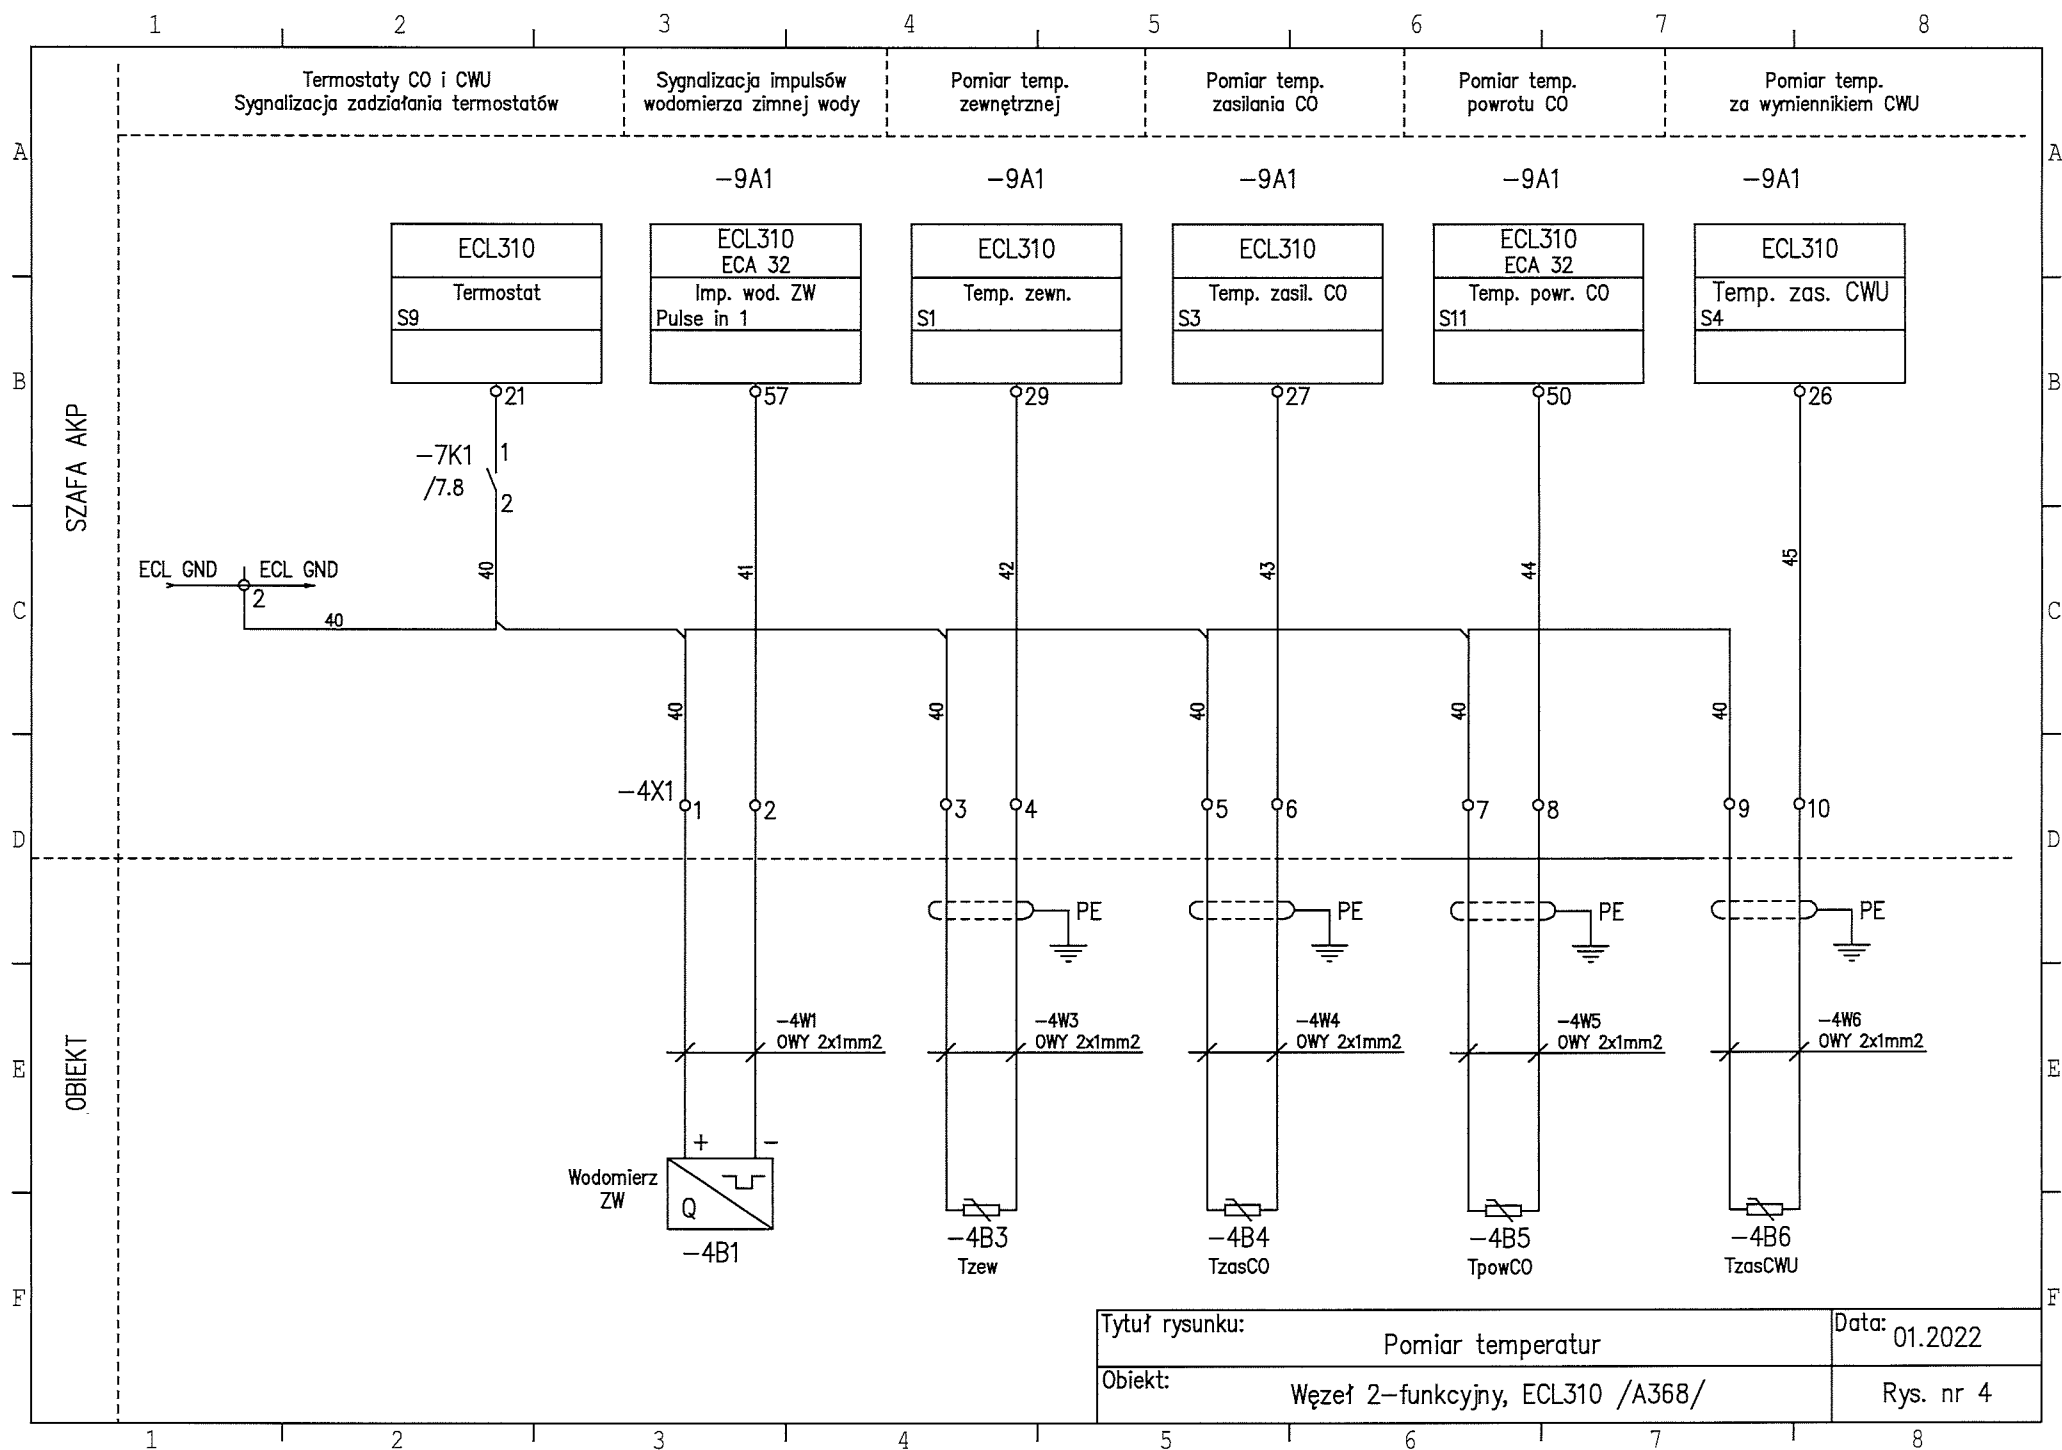 1 2 3 4 5 6 7 8
Termostaty CO i CWU
Sygnalizacja zadziałania termostatów
Sygnalizacja impulsów
wodomierza zimnej wody
Pomiar temp.
zewnętrznej
Pomiar temp.
zasilania CO
Pomiar temp.
powrotu CO
Pomiar temp.
za wymiennikiem CWU
A A
-9A1 -9A1 -9A1 -9A1 -9A1
ECL310
Termostat
S9
ECL310
ECA 32
Imp. wod. ZW
Pulse in 1
ECL310
Temp. zewn.
S1
ECL310
Temp. zasil. CO
S3
ECL310
ECA 32
Temp. powr. CO
S11
ECL310
Temp. zas. CWU
S4
B B
21 57 29 27 50 26
SZAFA AKP
-7K1
/7.8
1
2
40 41 42 43 44 45
ECL GND ECL GND
2
40
C C
40 40 40 40 40
-4X1
1 2 3 4 5 6 7 8 9 10
D D
PE PE PE PE
OBIEKT
-4W1
OWY 2x1mm2
-4W3
OWY 2x1mm2
-4W4
OWY 2x1mm2
-4W5
OWY 2x1mm2
-4W6
OWY 2x1mm2
E E
+ -
Wodomierz
ZW
Q
-4B1
-4B3
Tzew
-4B4
TzasCO
-4B5
TpowCO
-4B6
TzasCWU
F F
Tytuł rysunku:
Pomiar temperatur
Data:
01.2022
Obiekt:
Węzeł 2-funkcyjny, ECL310 /A368/
Rys. nr 4
1 2 3 4 5 6 7 8